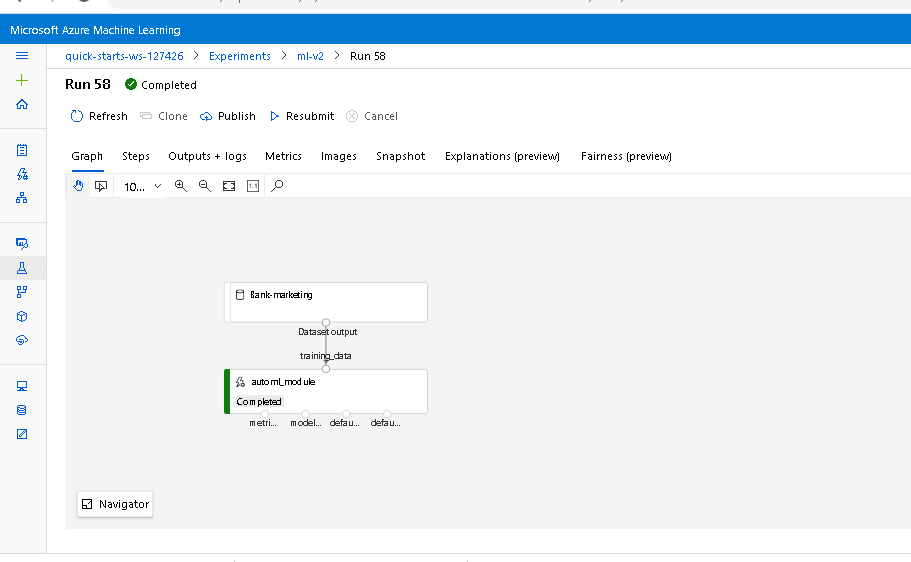 Microsoft Azure Machine Learning
quick-starts-ws-127426 > Experiments > ml-v2 > Run 58
Run 58 Completed
Refresh Clone Publish Resubmit Cancel
Graph Steps Outputs + logs Metrics Images Snapshot Explanations (preview) Fairness (preview)
10... 1:1
Bank-marketing
Dataset output
training_data
automl_module
Completed
metri... model... defau... defau...
Navigator